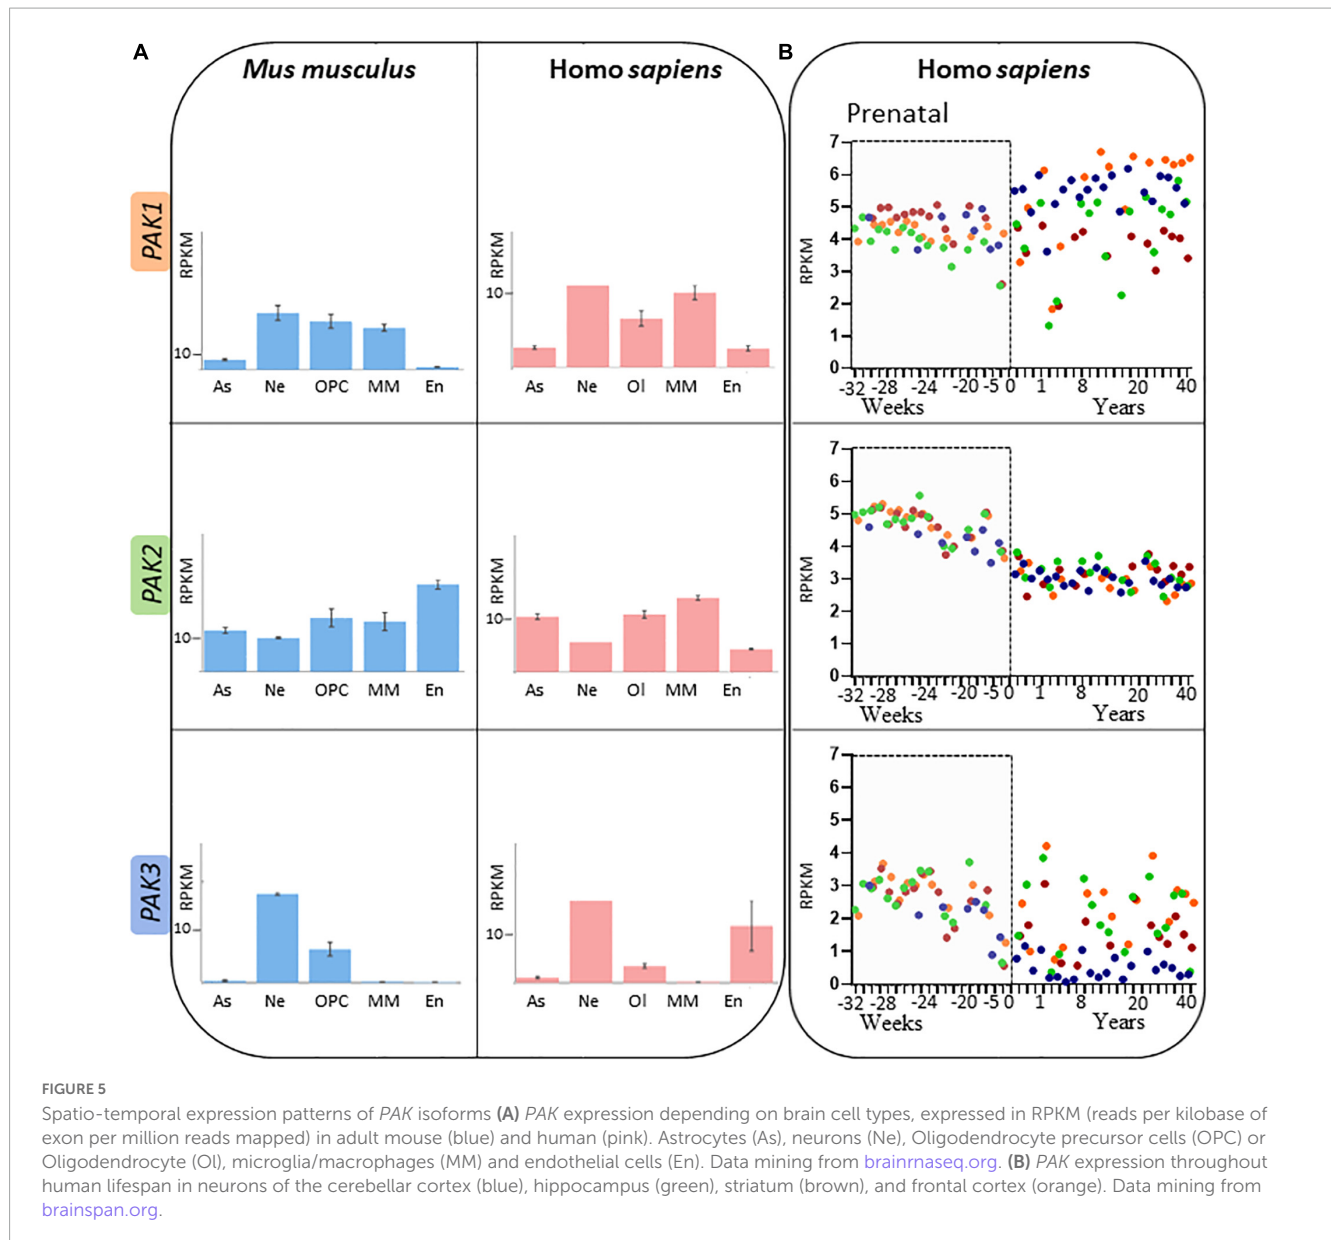 A
B
Mus musculus
Homo sapiens
Homo sapiens
Prenatal
PAK1
RPKM
10
As Ne OPC MM En
RPKM
10
As Ne Ol MM En
RPKM
7
6
5
4
3
2
1
0
-32 -28 -24 -20 -5 0 1 8 20 40
Weeks Years
PAK2
RPKM
10
As Ne OPC MM En
RPKM
10
As Ne Ol MM En
RPKM
7
6
5
4
3
2
1
0
-32 -28 -24 -20 -5 0 1 8 20 40
Weeks Years
PAK3
RPKM
10
As Ne OPC MM En
RPKM
10
As Ne Ol MM En
RPKM
7
6
5
4
3
2
1
0
-32 -28 -24 -20 -5 0 1 8 20 40
Weeks Years
FIGURE 5
Spatio-temporal expression patterns of PAK isoforms (A) PAK expression depending on brain cell types, expressed in RPKM (reads per kilobase of
exon per million reads mapped) in adult mouse (blue) and human (pink). Astrocytes (As), neurons (Ne), Oligodendrocyte precursor cells (OPC) or
Oligodendrocyte (Ol), microglia/macrophages (MM) and endothelial cells (En). Data mining from brainrnaseq.org. (B) PAK expression throughout
human lifespan in neurons of the cerebellar cortex (blue), hippocampus (green), striatum (brown), and frontal cortex (orange). Data mining from
brainspan.org.